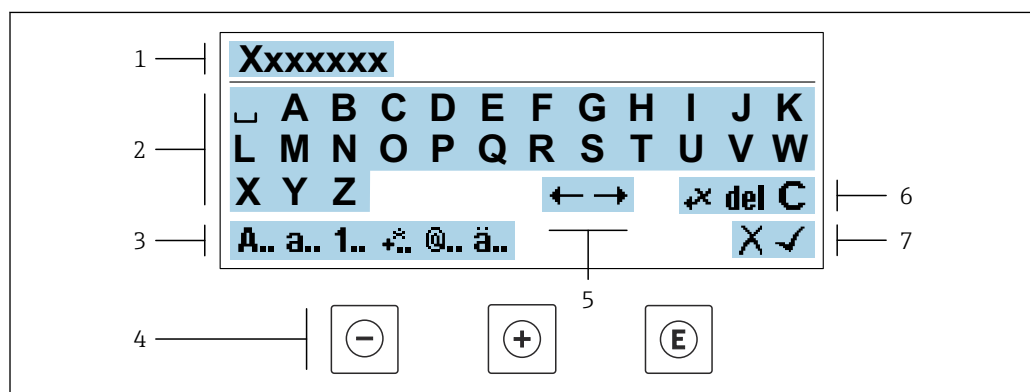 1 Xxxxxxx
␣ A B C D E F G H I J K
2 L M N O P Q R S T U V W
X Y Z ← → ⁺x del C 6
3 A.. a.. 1.. +*.. @.. ä.. X ✓ 7
5
4 − + E